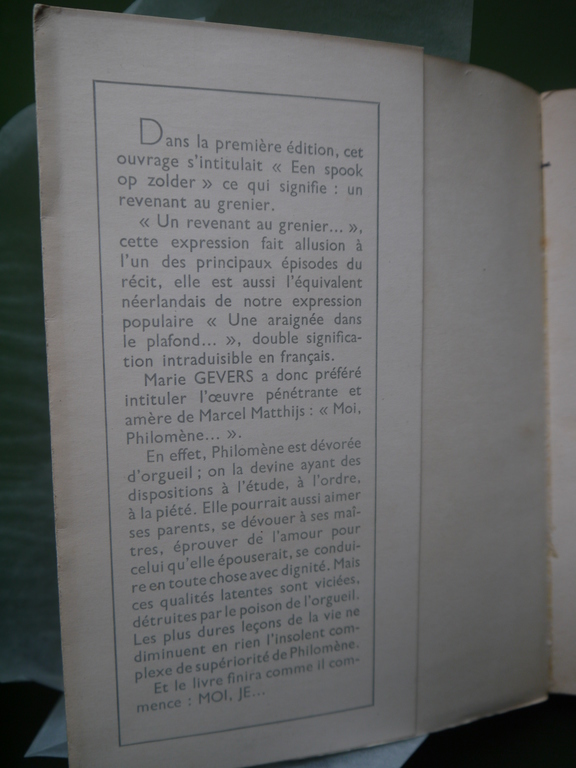 Dans la première édition, cet
ouvrage s'intitulait « Een spook
op zolder » ce qui signifie : un
revenant au grenier.
« Un revenant au grenier... »,
cette expression fait allusion à
l'un des principaux épisodes du
récit, elle est aussi l'équivalent
néerlandais de notre expression
populaire « Une araignée dans
le plafond... », double significa-
tion intraduisible en français.
Marie GEVERS a donc préféré
intituler l'œuvre pénétrante et
amère de Marcel Matthijs : « Moi,
Philomène... ».
En effet, Philomène est dévorée
d'orgueil ; on la devine ayant des
dispositions à l'étude, à l'ordre,
à la piété. Elle pourrait aussi aimer
ses parents, se dévouer à ses maî-
tres, éprouver de l'amour pour
celui qu'elle épouserait, se condui-
re en toute chose avec dignité. Mais
ces qualités latentes sont viciées,
détruites par le poison de l'orgueil.
Les plus dures leçons de la vie ne
diminuent en rien l'insolent com-
plexe de supériorité de Philomène.
Et le livre finira comme il com-
mence : MOI, JE...